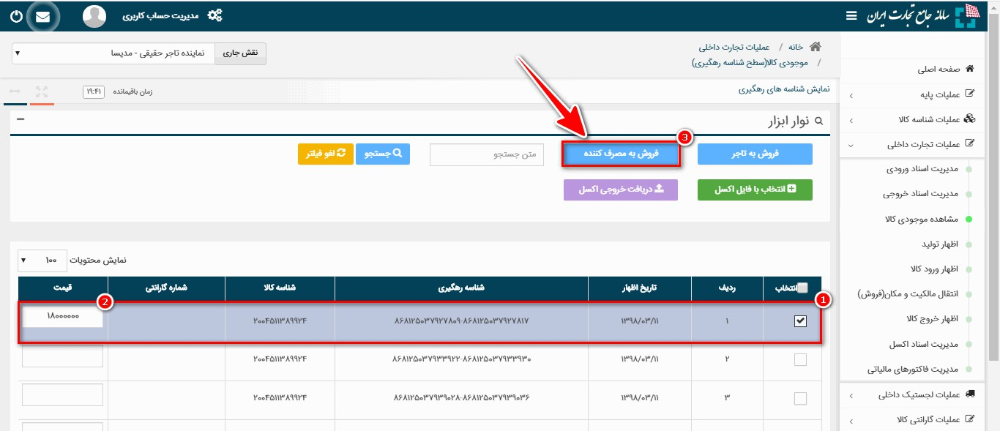 سامانه جامع تجارت ایران
مدیریت حساب کاربری
خانه / عملیات تجارت داخلی
/ موجودی کالا(سطح شناسه رهگیری)
نقش جاری
نماینده تاجر حقیقی - مدیسا
نمایش شناسه های رهگیری
زمان باقیمانده ۱۹:۴۱
نوار ابزار
فروش به تاجر
فروش به مصرف کننده
3
متن جستجو
جستجو
لغو فیلتر
انتخاب با فایل اکسل
دریافت خروجی اکسل
نمایش محتویات ۱۰۰
انتخاب ردیف تاریخ اظهار شناسه رهگیری شناسه کالا شماره گارانتی قیمت
1
2
۱ ۱۳۹۸/۰۳/۱۱ ۸۶۸۱۲۵۰۳۷۹۲۷۸۰۹-۸۶۸۱۲۵۰۳۷۹۲۷۸۱۷ ۲۰۰۴۵۱۱۳۸۹۹۲۴ ۱۸۰۰۰۰۰۰
۲ ۱۳۹۸/۰۳/۱۱ ۸۶۸۱۲۵۰۳۷۹۳۳۹۲۲-۸۶۸۱۲۵۰۳۷۹۳۳۹۳۰ ۲۰۰۴۵۱۱۳۸۹۹۲۴
۳ ۱۳۹۸/۰۳/۱۱ ۸۶۸۱۲۵۰۳۷۹۳۹۰۲۸-۸۶۸۱۲۵۰۳۷۹۳۹۰۳۶ ۲۰۰۴۵۱۱۳۸۹۹۲۴
صفحه اصلی
عملیات پایه
عملیات شناسه کالا
عملیات تجارت داخلی
مدیریت اسناد ورودی
مدیریت اسناد خروجی
مشاهده موجودی کالا
اظهار تولید
اظهار ورود کالا
انتقال مالکیت و مکان(فروش)
اظهار خروج کالا
مدیریت اسناد اکسل
مدیریت فاکتورهای مالیاتی
عملیات لجستیک داخلی
عملیات گارانتی کالا